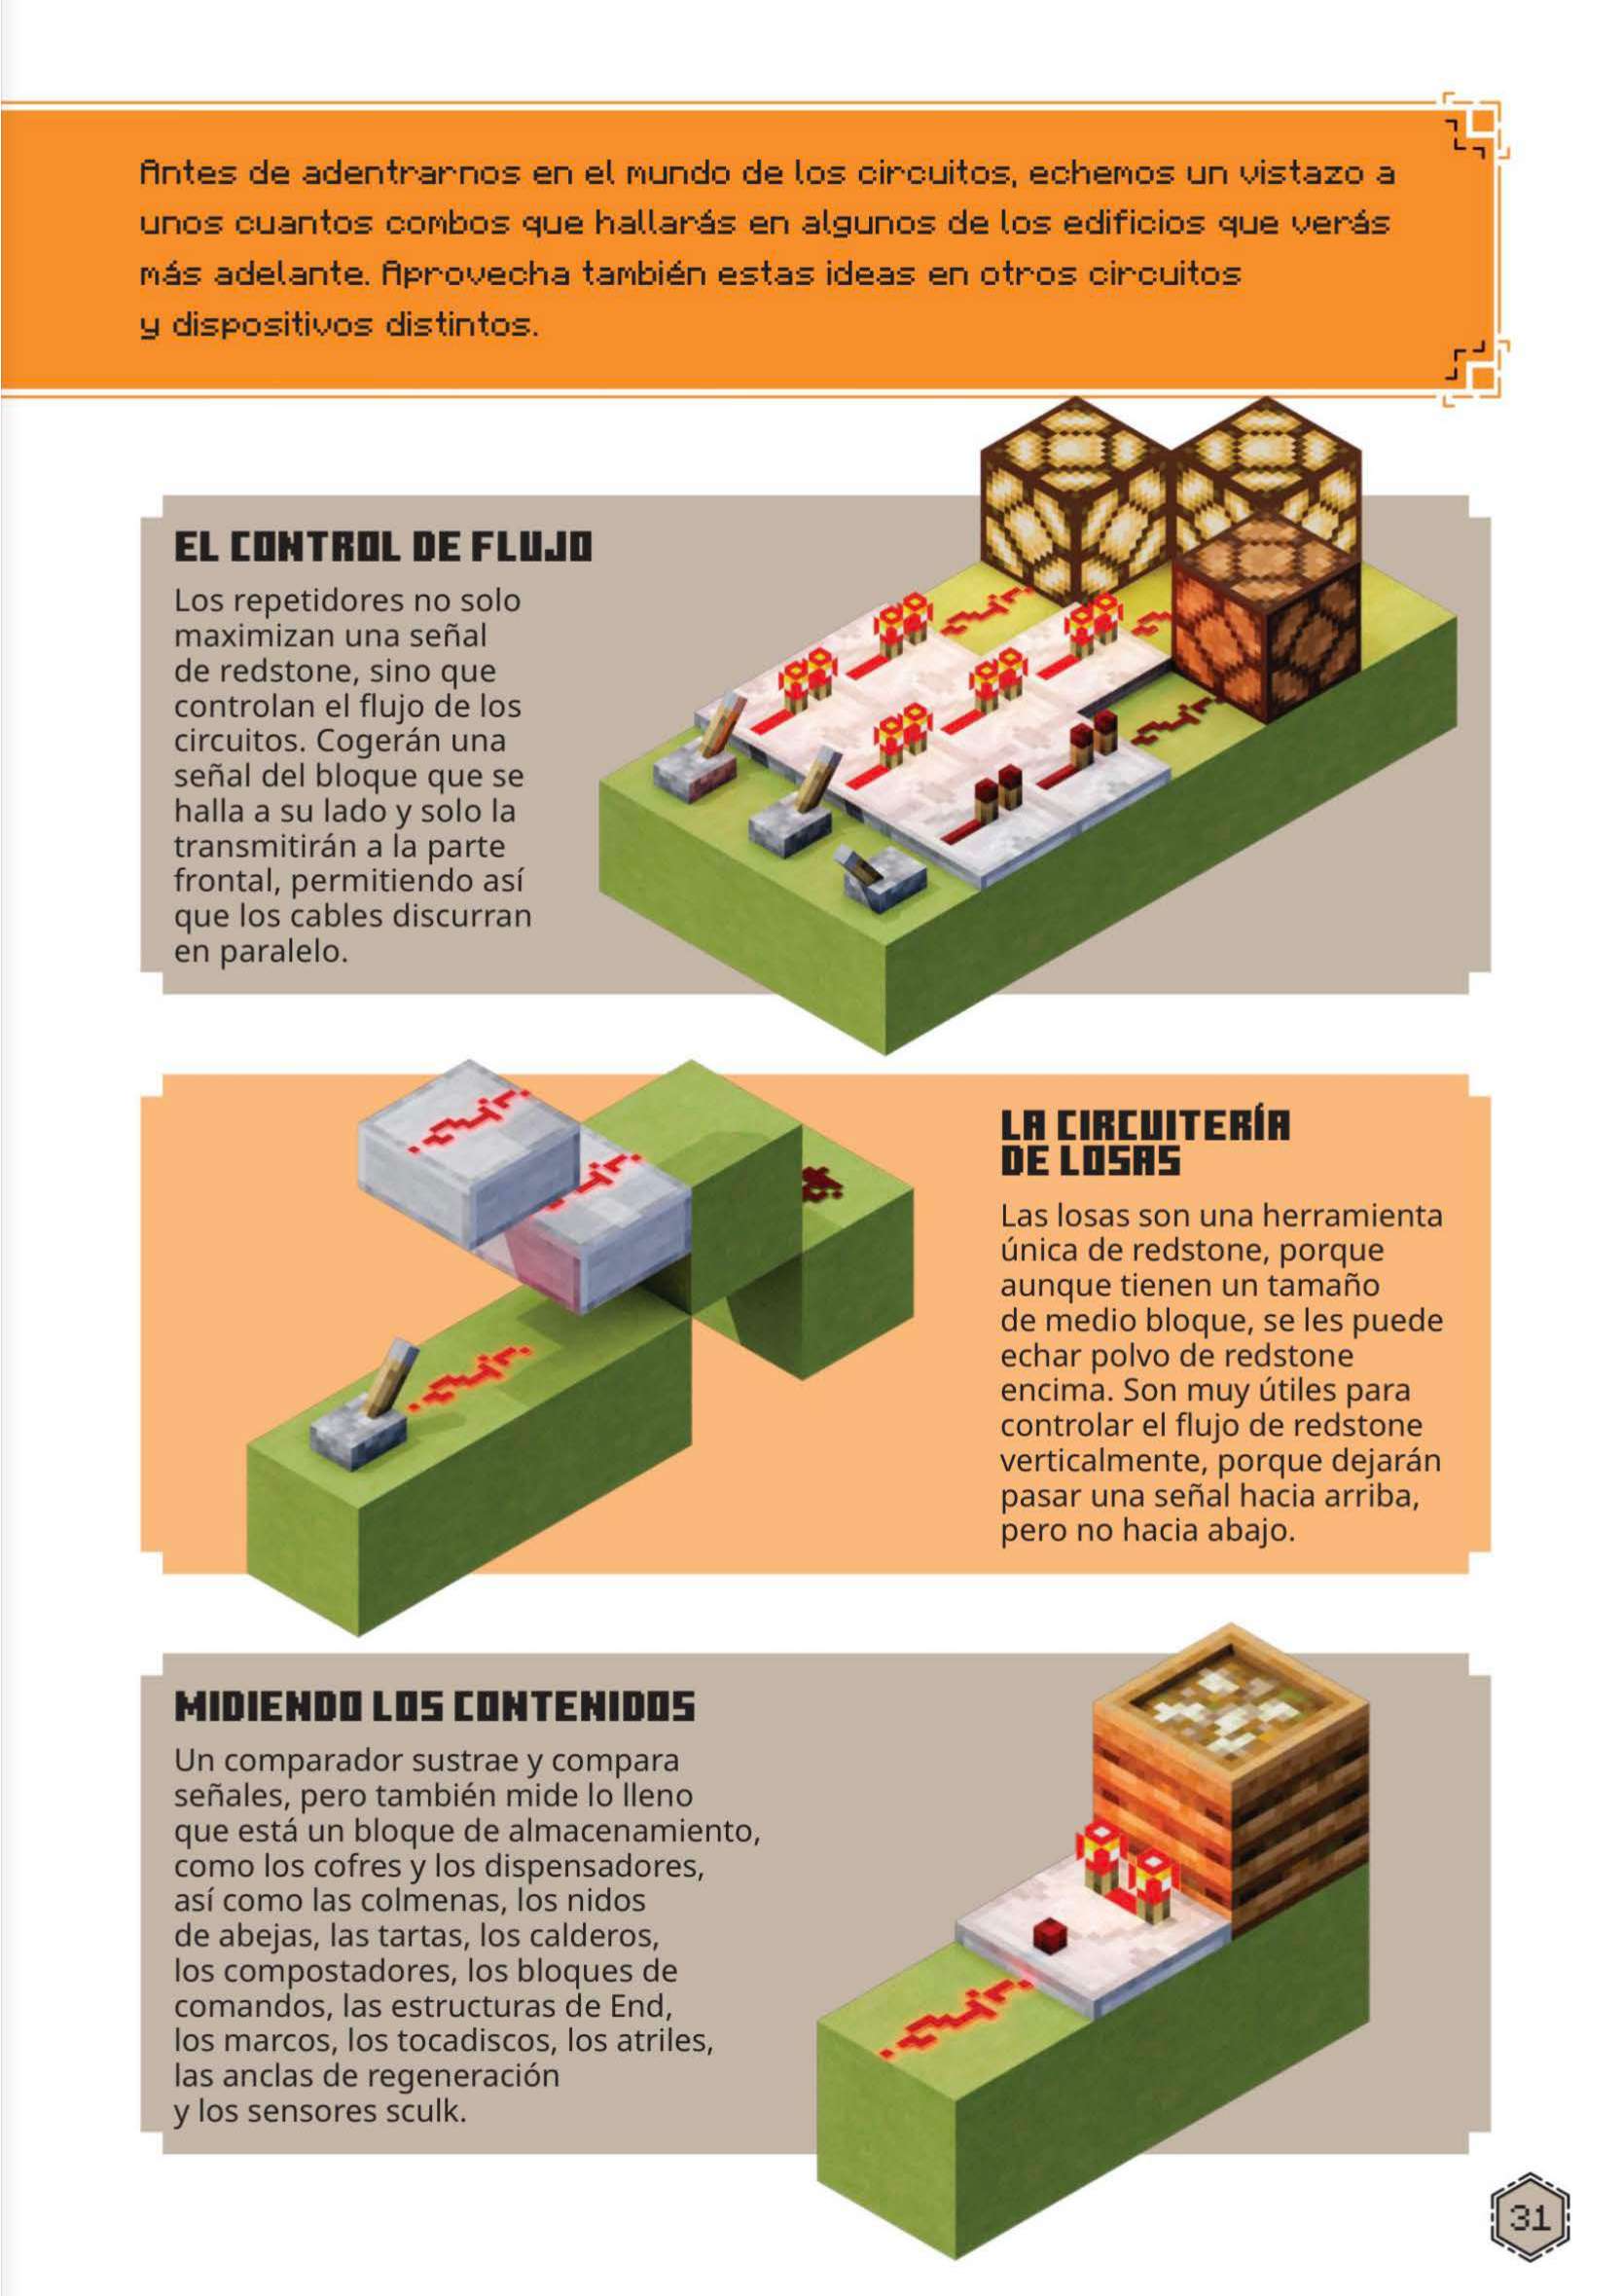 Antes de adentrarnos en el mundo de los circuitos, echemos un vistazo a
unos cuantos combos que hallarás en algunos de los edificios que verás
más adelante. Aprovecha también estas ideas en otros circuitos
y dispositivos distintos.
EL CONTROL DE FLUJO
Los repetidores no solo
maximizan una señal
de redstone, sino que
controlan el flujo de los
circuitos. Cogerán una
señal del bloque que se
halla a su lado y solo la
transmitirán a la parte
frontal, permitiendo así
que los cables discurran
en paralelo.
LA CIRCUITERÍA
DE LOSAS
Las losas son una herramienta
única de redstone, porque
aunque tienen un tamaño
de medio bloque, se les puede
echar polvo de redstone
encima. Son muy útiles para
controlar el flujo de redstone
verticalmente, porque dejarán
pasar una señal hacia arriba,
pero no hacia abajo.
MIDIENDO LOS CONTENIDOS
Un comparador sustrae y compara
señales, pero también mide lo lleno
que está un bloque de almacenamiento,
como los cofres y los dispensadores,
así como las colmenas, los nidos
de abejas, las tartas, los calderos,
los compostadores, los bloques de
comandos, las estructuras de End,
los marcos, los tocadiscos, los atriles,
las anclas de regeneración
y los sensores sculk.
31